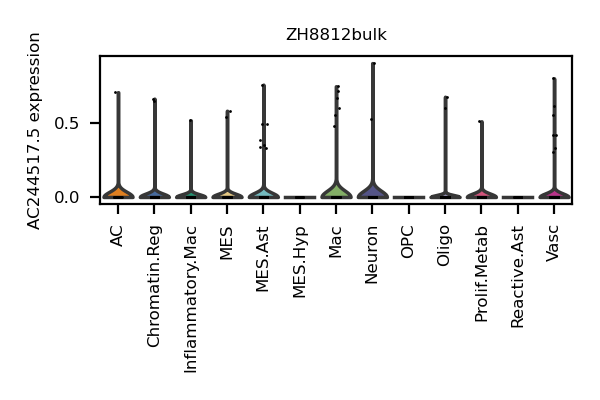 ZH8812bulk
AC244517.5 expression
0.5
0.0
AC
Chromatin.Reg
Inflammatory.Mac
MES
MES.Ast
MES.Hyp
Mac
Neuron
OPC
Oligo
Prolif.Metab
Reactive.Ast
Vasc